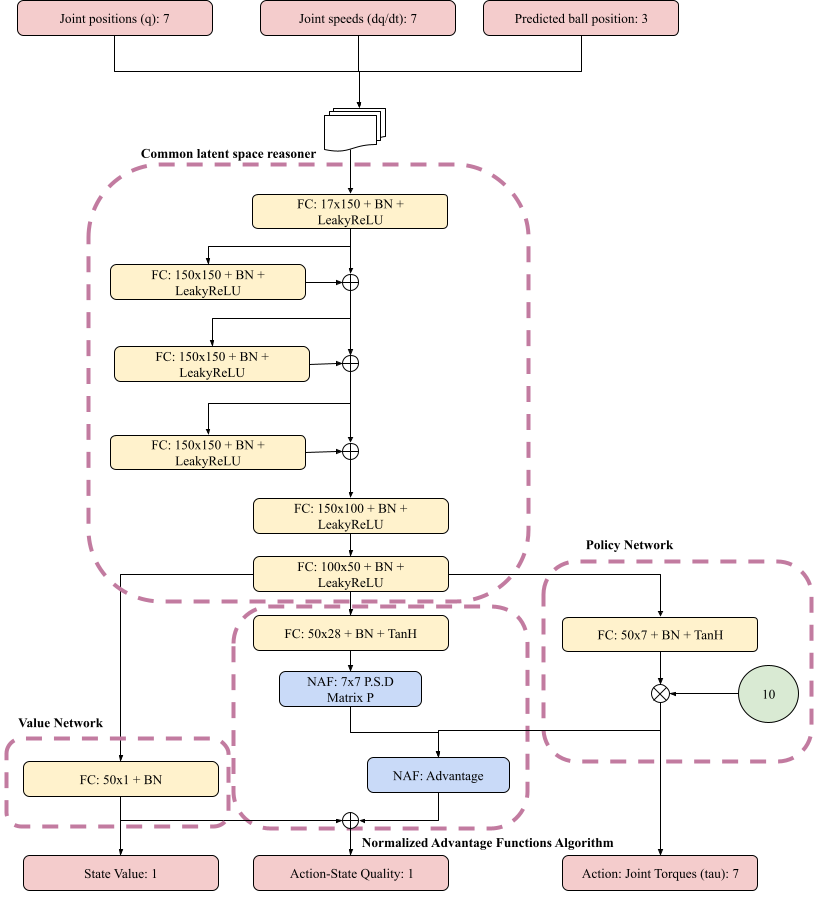 Joint positions (q): 7
Joint speeds (dq/dt): 7
Predicted ball position: 3
Common latent space reasoner
FC: 17x150 + BN +
LeakyReLU
FC: 150x150 + BN +
LeakyReLU
FC: 150x150 + BN +
LeakyReLU
FC: 150x150 + BN +
LeakyReLU
FC: 150x100 + BN +
LeakyReLU
Policy Network
FC: 100x50 + BN +
LeakyReLU
FC: 50x28 + BN + TanH
FC: 50x7 + BN + TanH
NAF: 7x7 P.S.D
Matrix P
10
Value Network
FC: 50x1 + BN
NAF: Advantage
Normalized Advantage Functions Algorithm
State Value: 1
Action-State Quality: 1
Action: Joint Torques (tau): 7